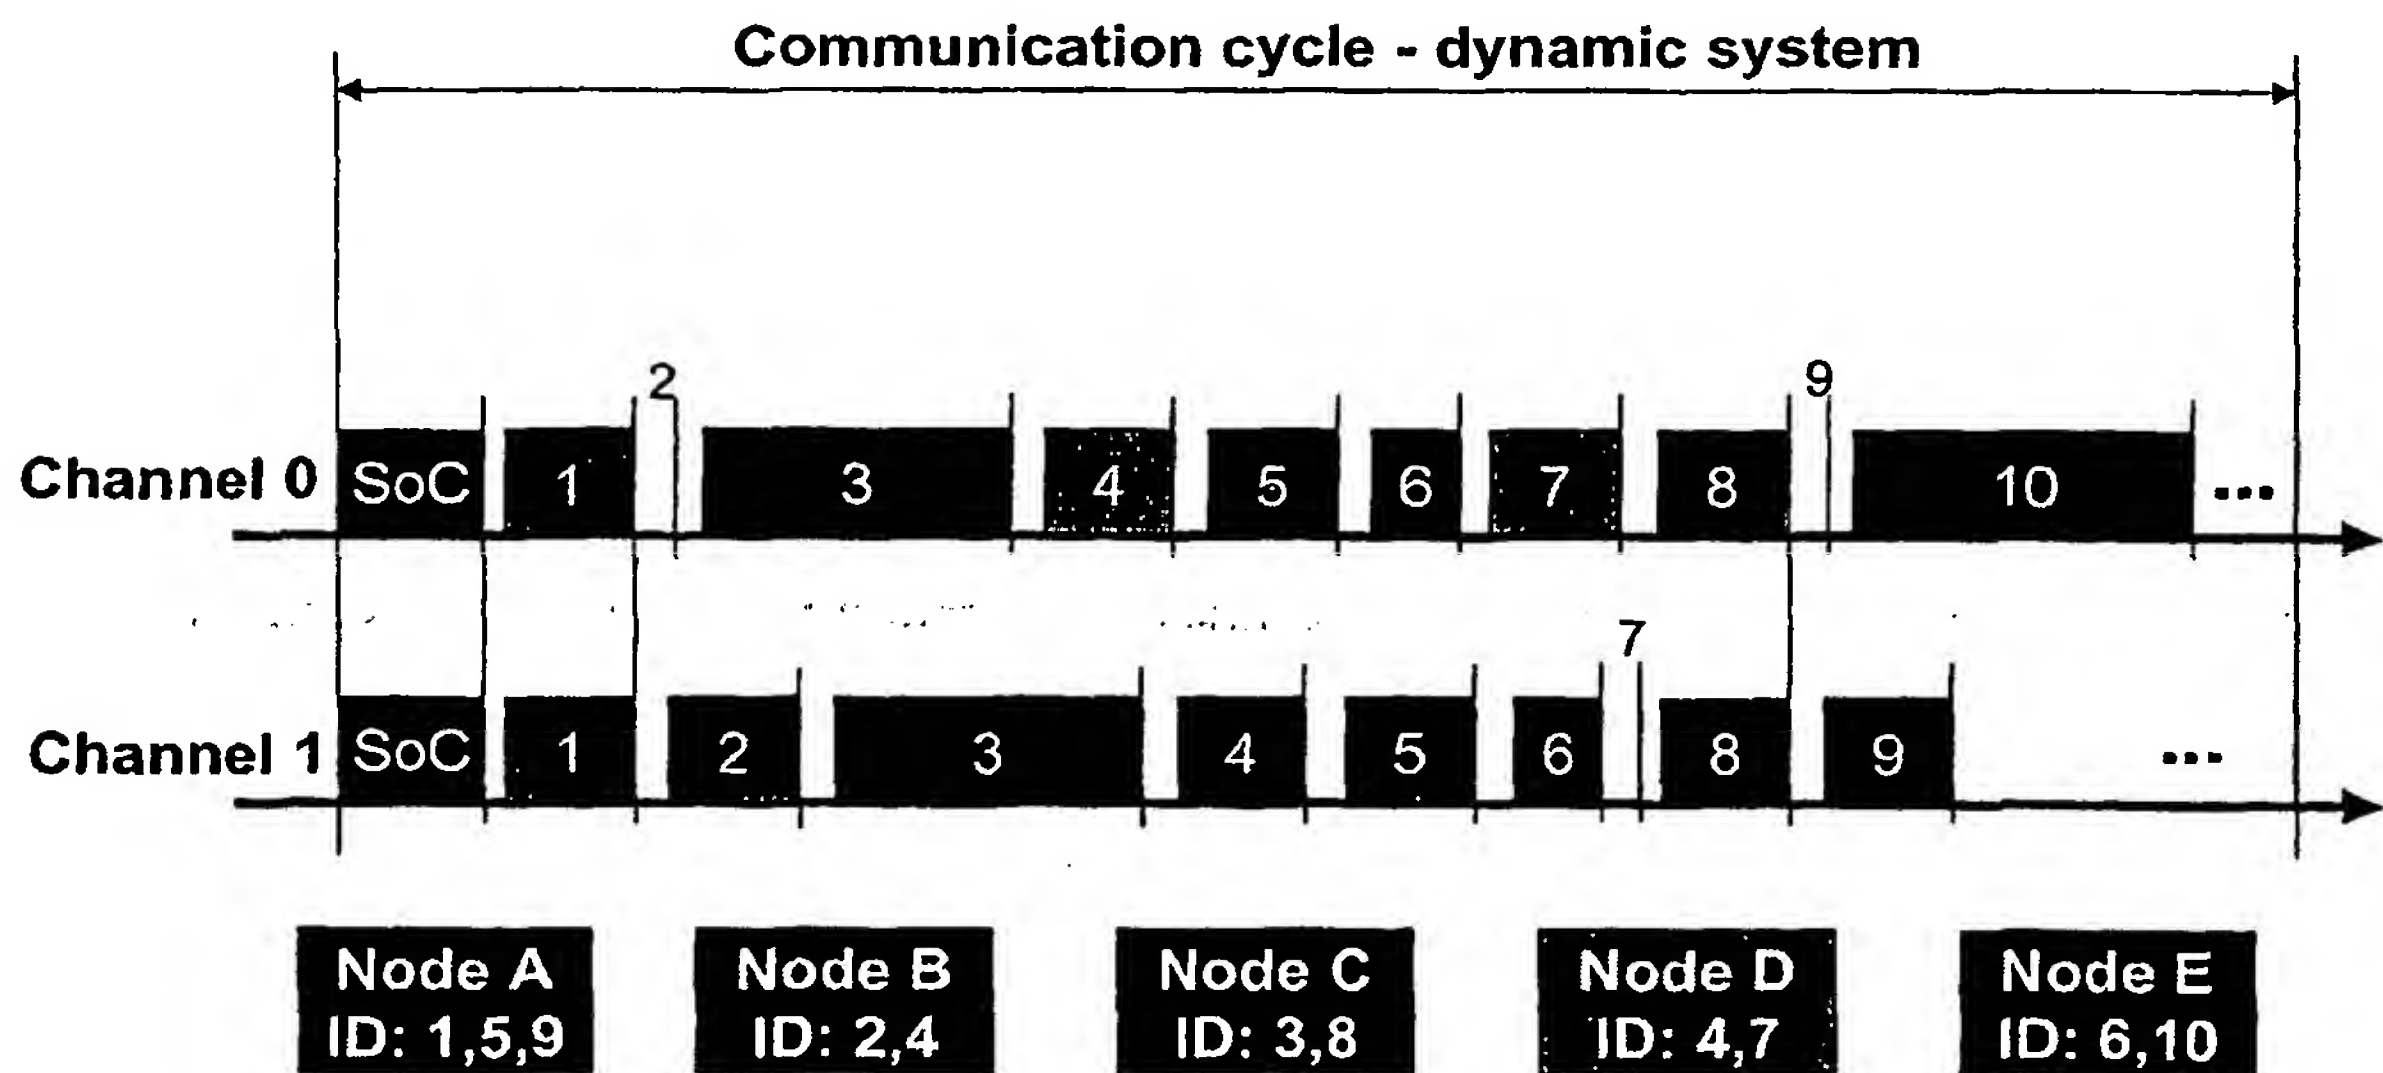 Communication cycle - dynamic system
2 9
Channel 0 SoC 1 3 4 5 6 7 8 10 ...
7
Channel 1 SoC 1 2 3 4 5 6 8 9 ...
Node A Node B Node C Node D Node E
ID: 1,5,9 ID: 2,4 ID: 3,8 ID: 4,7 ID: 6,10